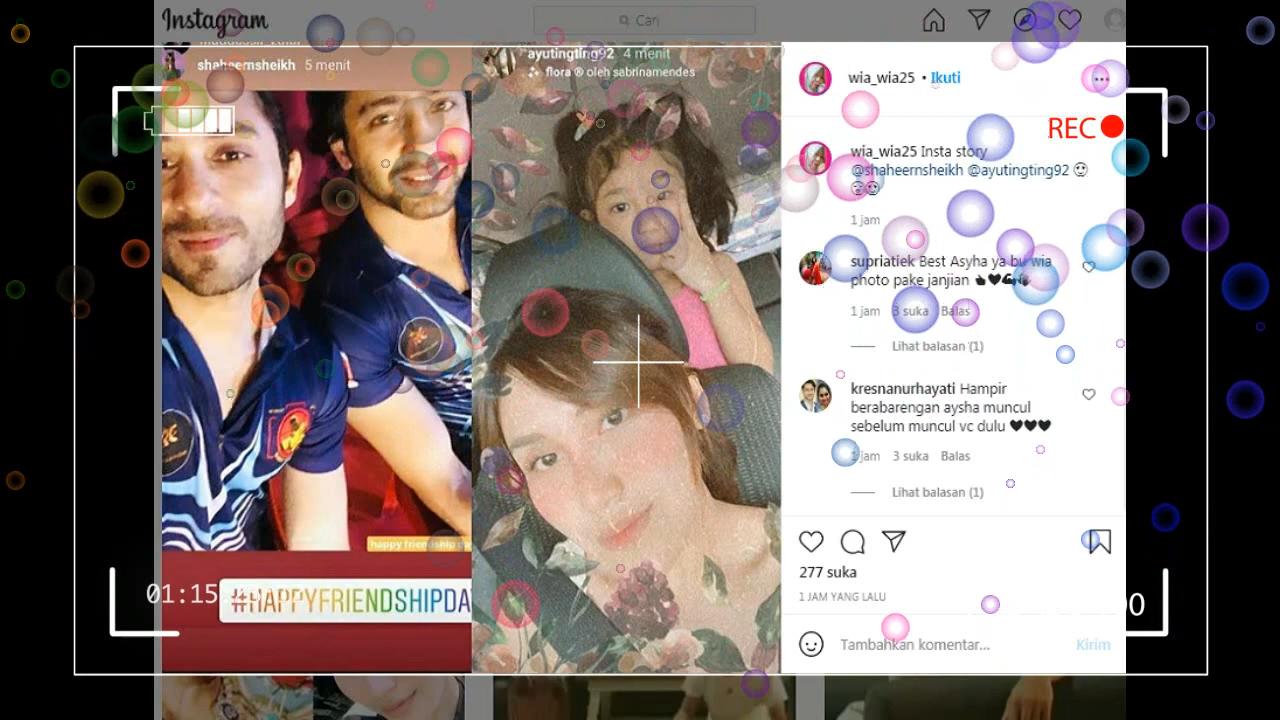 Instagram
Cari
shaheernsheikh 5 menit
ayutingting92 4 menit
flora ® oleh sabrinamendes
wia_wia25 • Ikuti
REC
wia_wia25 Insta story
@shaheernsheikh @ayutingting92 🙂
1 jam
supriatiek Best Asyha ya bu wia
photo pake janjian
1 jam 3 suka Balas
Lihat balasan (1)
kresnanurhayati Hampir
berabarengan aysha muncul
sebelum muncul vc dulu 🖤🖤🖤
1 jam 3 suka Balas
Lihat balasan (1)
happy friendship
277 suka
1 JAM YANG LALU
01:15
#HAPPYFRIENDSHIPDA
Tambahkan komentar...
Kirim